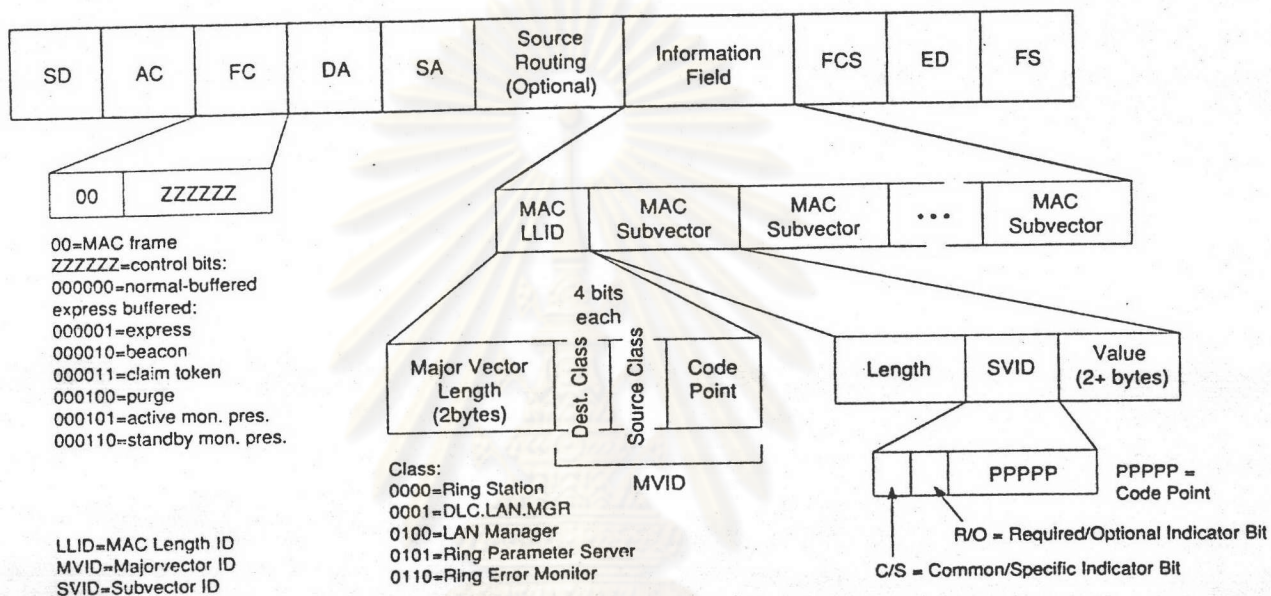 SD AC FC DA SA Source Routing (Optional) Information Field FCS ED FS
00 ZZZZZZ
00=MAC frame
ZZZZZZ=control bits:
000000=normal-buffered
express buffered:
000001=express
000010=beacon
000011=claim token
000100=purge
000101=active mon. pres.
000110=standby mon. pres.
LLID=MAC Length ID
MVID=Majorvector ID
SVID=Subvector ID
MAC LLID
MAC Subvector
MAC Subvector
...
MAC Subvector
4 bits
each
Major Vector
Length
(2bytes)
Dest. Class
Source Class
Code
Point
MVID
Class:
0000=Ring Station
0001=DLC.LAN.MGR
0100=LAN Manager
0101=Ring Parameter Server
0110=Ring Error Monitor
Length
SVID
Value
(2+ bytes)
PPPPP
PPPPP =
Code Point
R/O = Required/Optional Indicator Bit
C/S = Common/Specific Indicator Bit